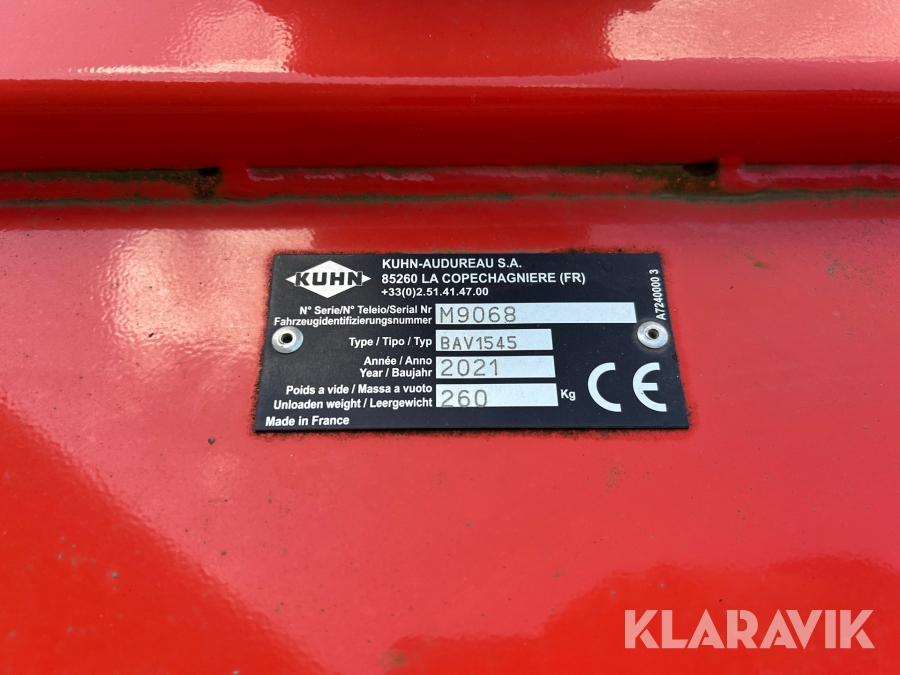 KUHN
KUHN-AUDUREAU S.A.
85260 LA COPECHAGNIERE (FR)
+33(0)2.51.41.47.00
N° Serie/N° Teleio/Serial Nr
Fahrzeugidentifizierungsnummer
M9068
Type / Tipo / Typ
BAV1545
Année / Anno
Year / Baujahr
2021
Poids a vide / Massa a vuoto
Unloaden weight / Leergewicht
260
Kg
Made in France
CE
A7240000 3
KLARAVIK